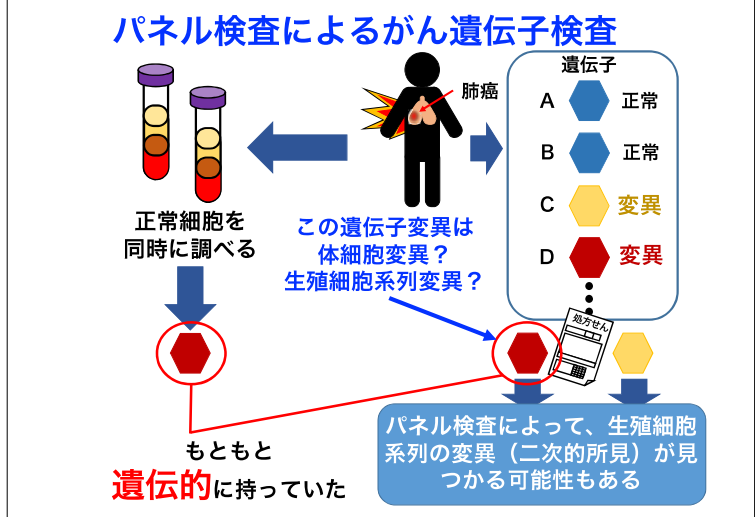 パネル検査によるがん遺伝子検査
肺癌
遺伝子
A 正常
B 正常
C 変異
D 変異
正常細胞を
同時に調べる
この遺伝子変異は
体細胞変異？
生殖細胞系列変異？
処方せん
もともと
遺伝的に持っていた
パネル検査によって、生殖細胞
系列の変異（二次的所見）が見
つかる可能性もある